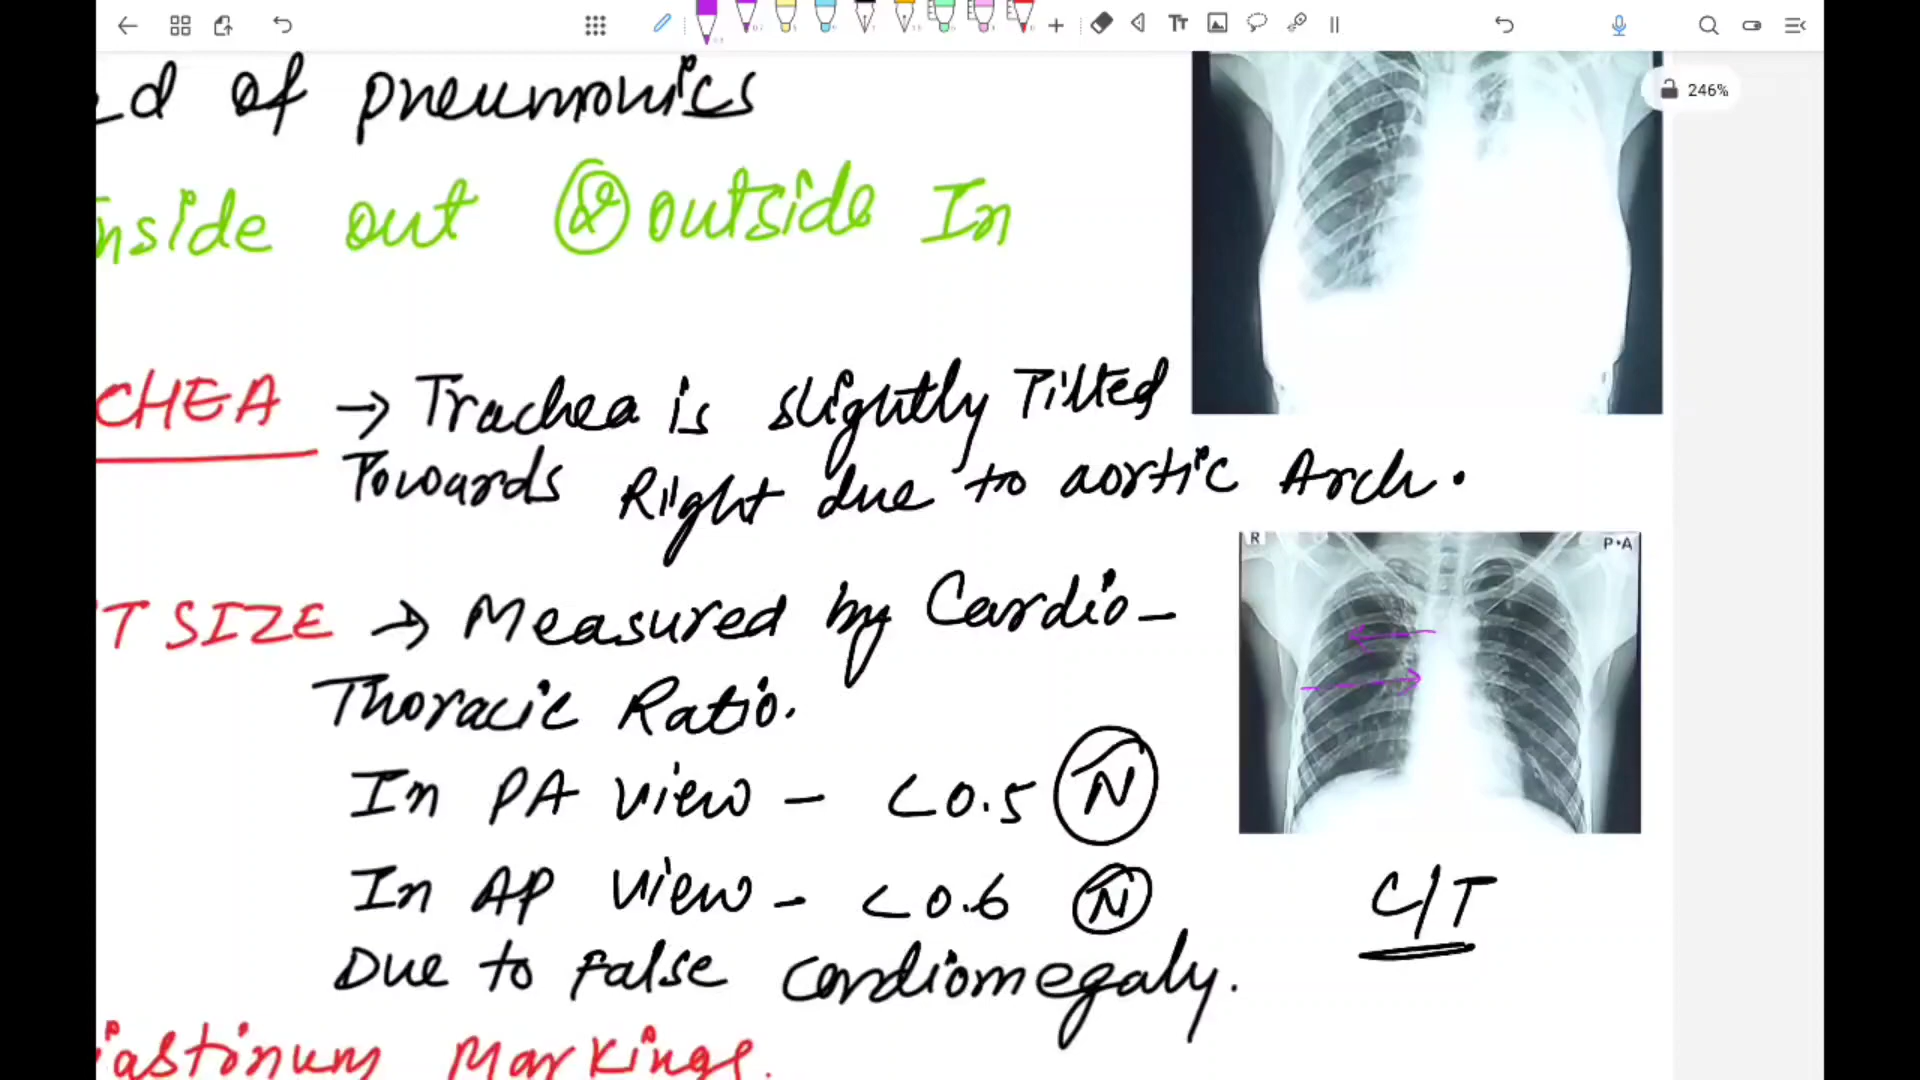 246%
of pneumonics
nside out & outside In
CHEA → Trachea is slightly Tilted
Towards Right due to aortic Arch.
R P•A
T SIZE → Measured by Cardio-
Thoracic Ratio.
In PA view - <0.5 N
In AP view - <0.6 N
C/T
Due to False Cardiomegaly.
iastinum Markings.